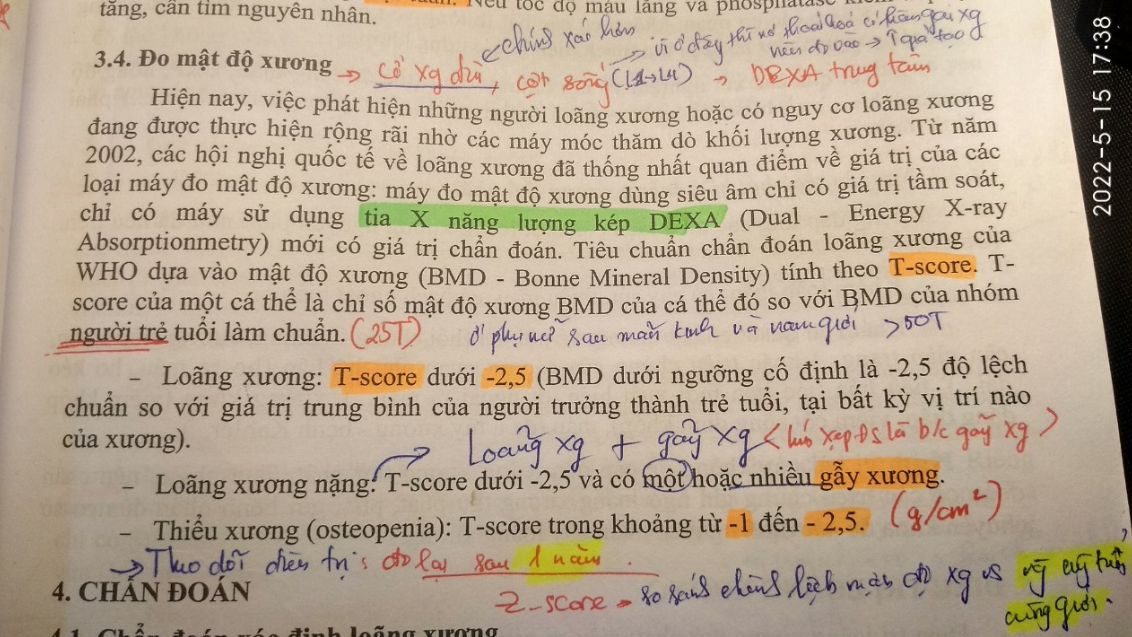 tăng, cần tìm nguyên nhân.
Nếu tốc độ máu lắng và phosphatase kiềm
chính xác hơn
vì ở đây thì nó thoái hoá có thêm gai xg
nên đo vào → ↑ giả tạo
3.4. Đo mật độ xương → Cổ xg đùi, cột sống (L1→L4) → DEXA trung tâm
Hiện nay, việc phát hiện những người loãng xương hoặc có nguy cơ loãng xương
đang được thực hiện rộng rãi nhờ các máy móc thăm dò khối lượng xương. Từ năm
2002, các hội nghị quốc tế về loãng xương đã thống nhất quan điểm về giá trị của các
loại máy đo mật độ xương: máy đo mật độ xương dùng siêu âm chỉ có giá trị tầm soát,
chỉ có máy sử dụng tia X năng lượng kép DEXA (Dual - Energy X-ray
Absorptionmetry) mới có giá trị chẩn đoán. Tiêu chuẩn chẩn đoán loãng xương của
WHO dựa vào mật độ xương (BMD - Bonne Mineral Density) tính theo T-score. T-
score của một cá thể là chỉ số mật độ xương BMD của cá thể đó so với BMD của nhóm
người trẻ tuổi làm chuẩn. (25T) ở phụ nữ sau mãn kinh và nam giới >50T
– Loãng xương: T-score dưới -2,5 (BMD dưới ngưỡng cố định là -2,5 độ lệch
chuẩn so với giá trị trung bình của người trưởng thành trẻ tuổi, tại bất kỳ vị trí nào
của xương).
Loãng xg + gãy xg < lún xẹp ĐS là b/c gãy xg >
– Loãng xương nặng: T-score dưới -2,5 và có một hoặc nhiều gẫy xương.
– Thiếu xương (osteopenia): T-score trong khoảng từ -1 đến - 2,5. (g/cm²)
→ Theo dõi điều trị: đo lại sau 1 năm.
4. CHẨN ĐOÁN
Z-score → so sánh chênh lệch mật độ xg vs
cùng giới.
4.1. Chẩn đoán xác định loãng xương
2022-5-15 17:38